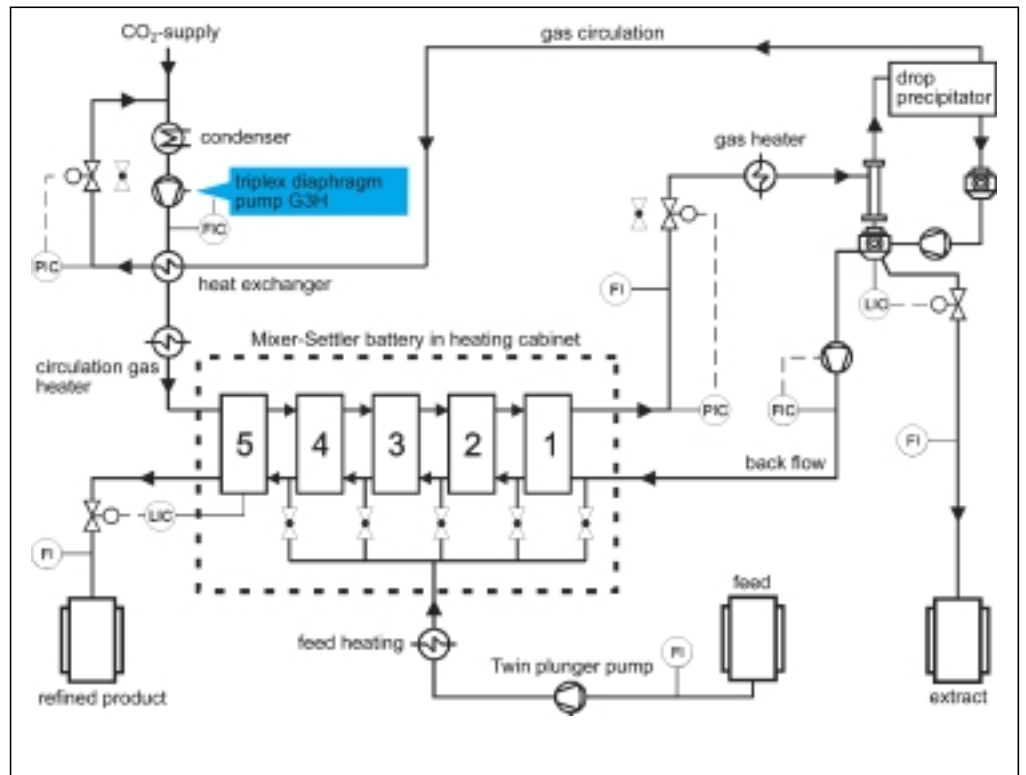 CO₂-supply
gas circulation
drop
precipitator
condenser
gas heater
triplex diaphragm
pump G3H
FIC
PIC
heat exchanger
FI
LIC
Mixer-Settler battery in heating cabinet
circulation gas
heater
PIC
FIC
5
4
3
2
1
FI
back flow
LIC
FI
feed
feed heating
FI
Twin plunger pump
refined product
extract